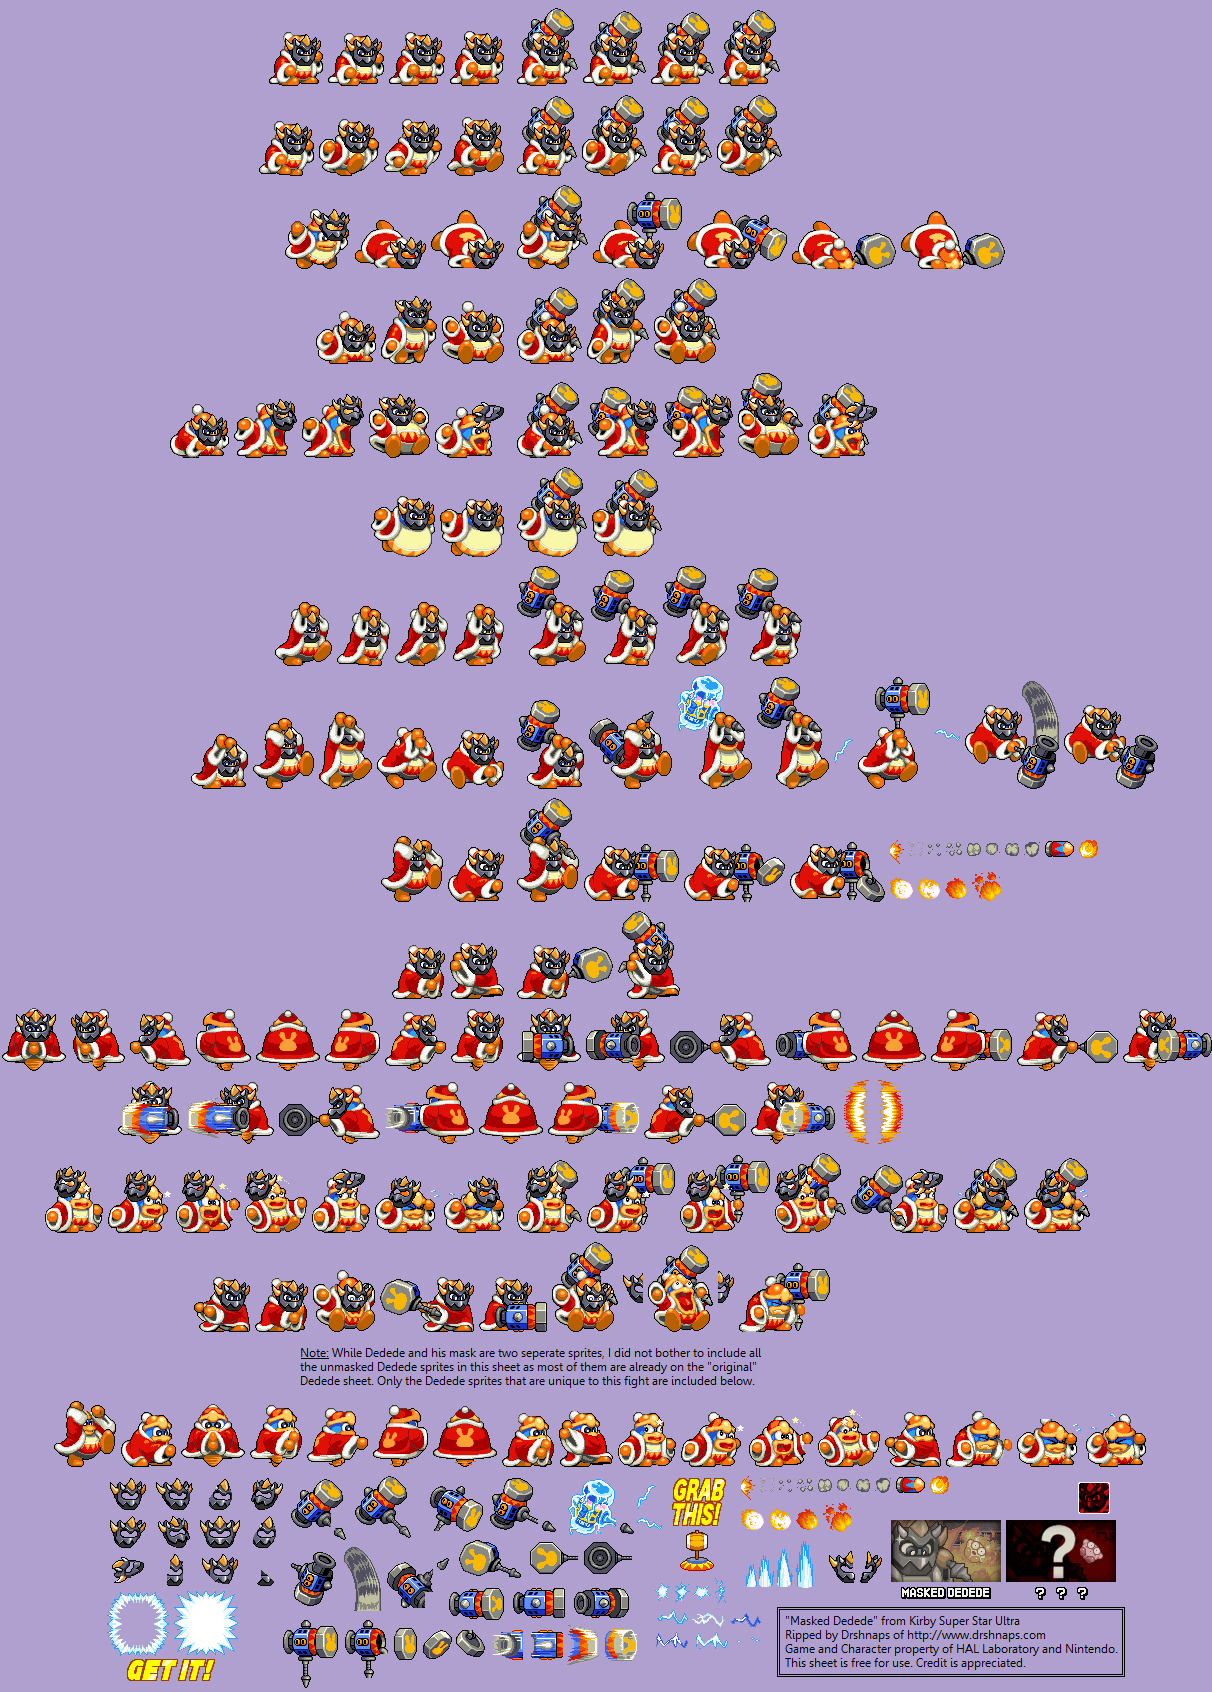 Note: While Dedede and his mask are two seperate sprites, I did not bother to include all
the unmasked Dedede sprites in this sheet as most of them are already on the "original"
Dedede sheet. Only the Dedede sprites that are unique to this fight are included below.
GRAB
THIS!
?
MASKED DEDEDE
? ? ?
GET IT!
"Masked Dedede" from Kirby Super Star Ultra
Ripped by Drshnaps of http://www.drshnaps.com
Game and Character property of HAL Laboratory and Nintendo.
This sheet is free for use. Credit is appreciated.